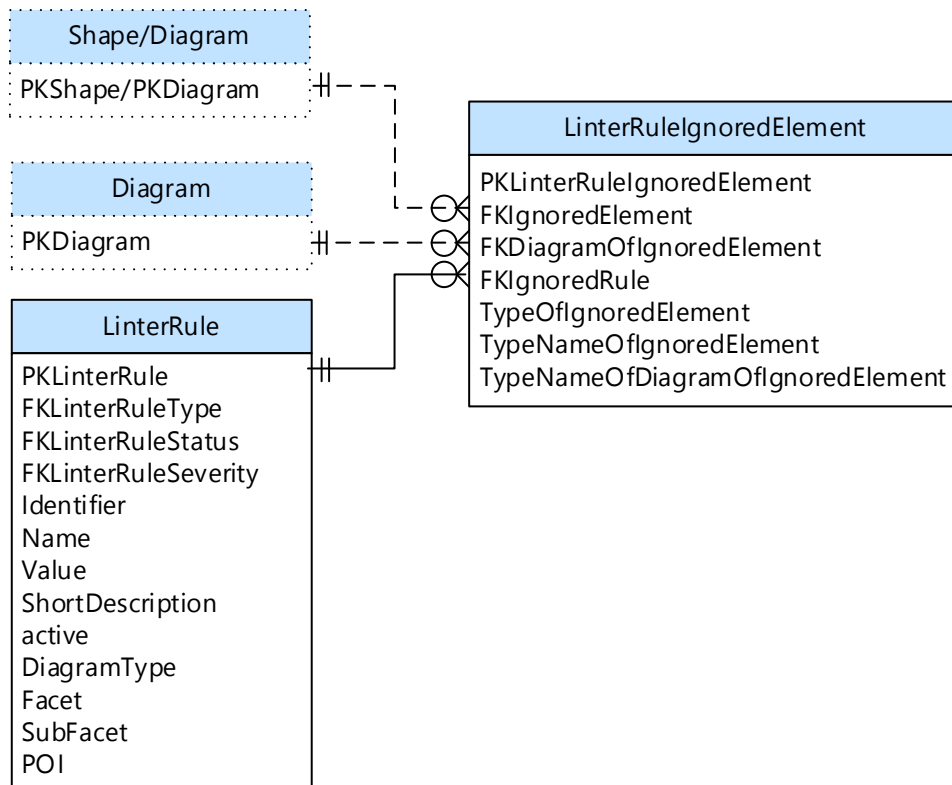 Shape/Diagram
PKShape/PKDiagram
Diagram
PKDiagram
LinterRule
PKLinterRule
FKLinterRuleType
FKLinterRuleStatus
FKLinterRuleSeverity
Identifier
Name
Value
ShortDescription
active
DiagramType
Facet
SubFacet
POI
LinterRuleIgnoredElement
PKLinterRuleIgnoredElement
FKIgnoredElement
FKDiagramOfIgnoredElement
FKIgnoredRule
TypeOfIgnoredElement
TypeNameOfIgnoredElement
TypeNameOfDiagramOfIgnoredElement